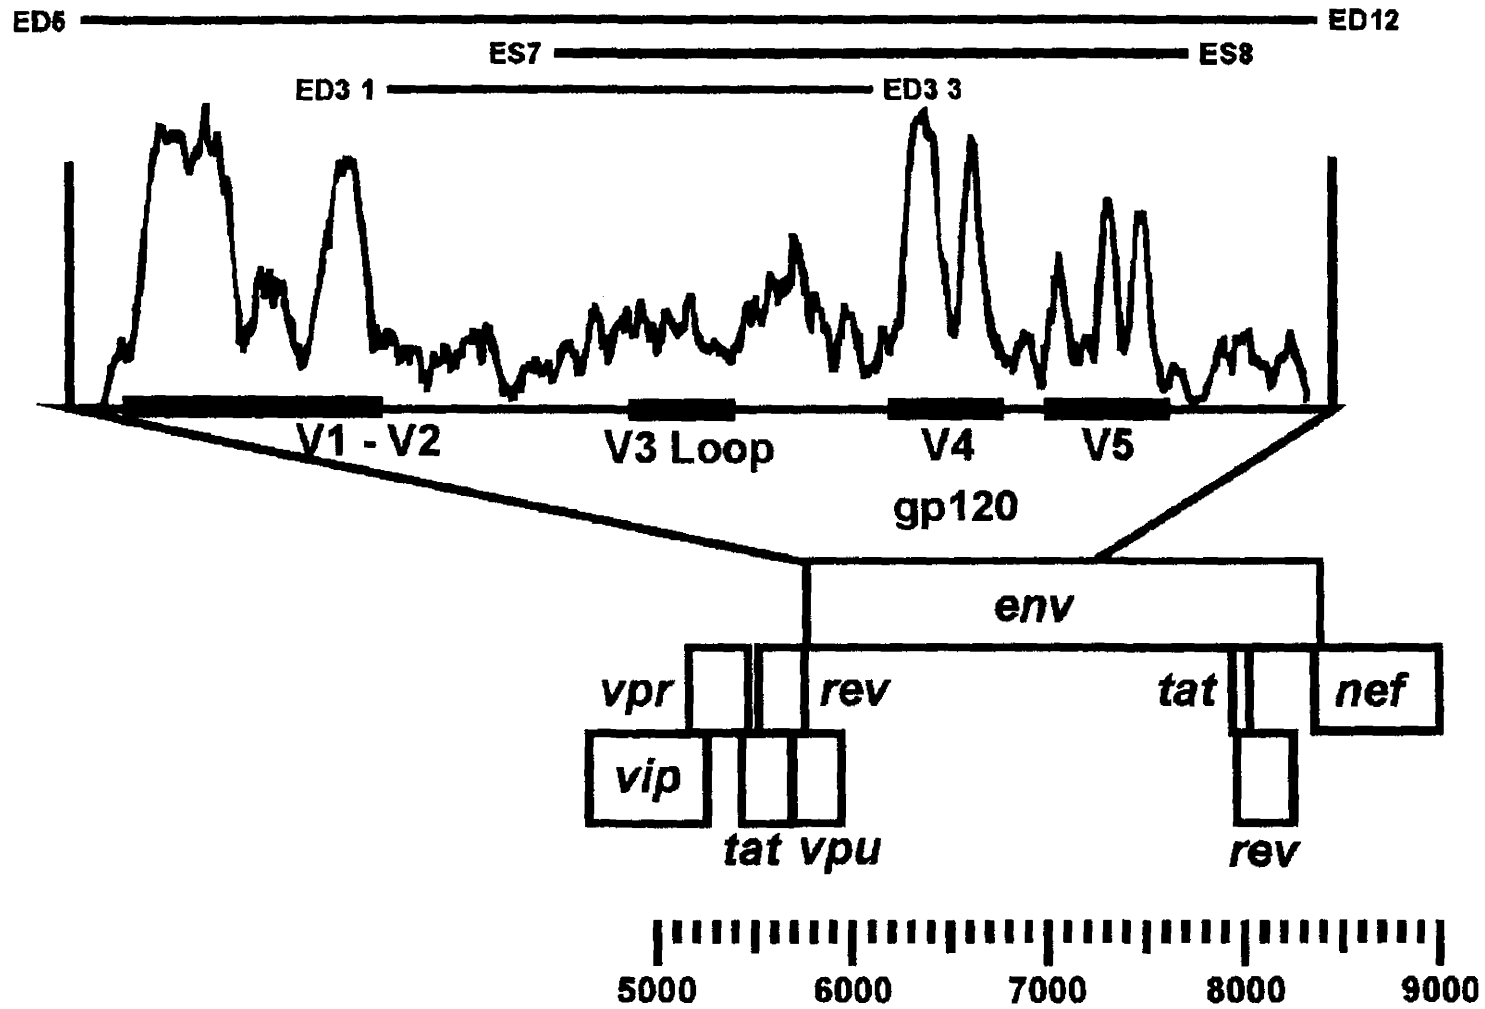 ED5 ED12
ES7 ES8
ED3 1 ED3 3
V1 - V2 V3 Loop V4 V5
gp120
env
vpr rev tat nef
vip
tat vpu rev
5000 6000 7000 8000 9000